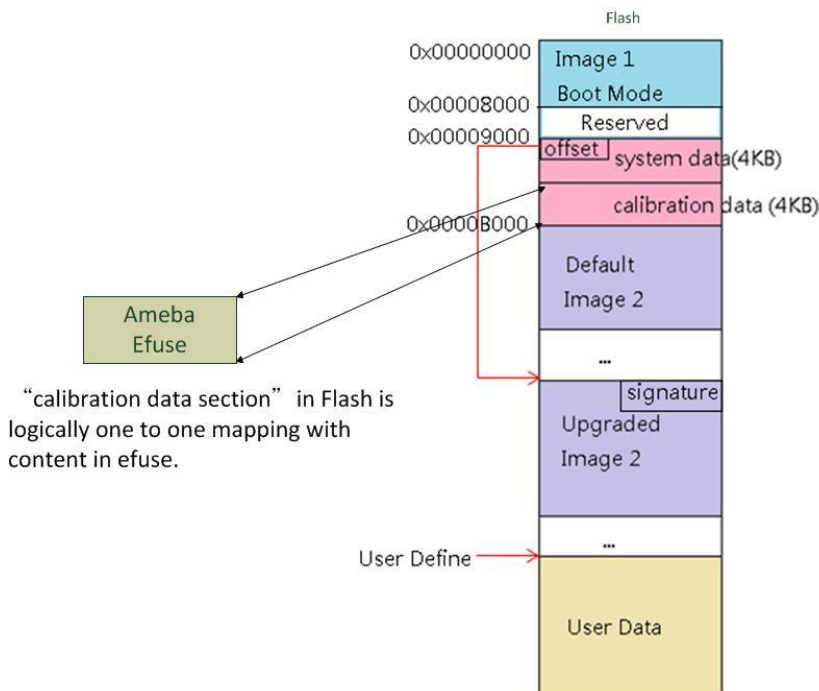 Flash
0x00000000
Image 1
Boot Mode
0x00008000
Reserved
0x00009000
offset
system data(4KB)
calibration data (4KB)
0x0000B000
Default
Image 2
Ameba
Efuse
...
“calibration data section” in Flash is
logically one to one mapping with
content in efuse.
signature
Upgraded
Image 2
...
User Define
User Data